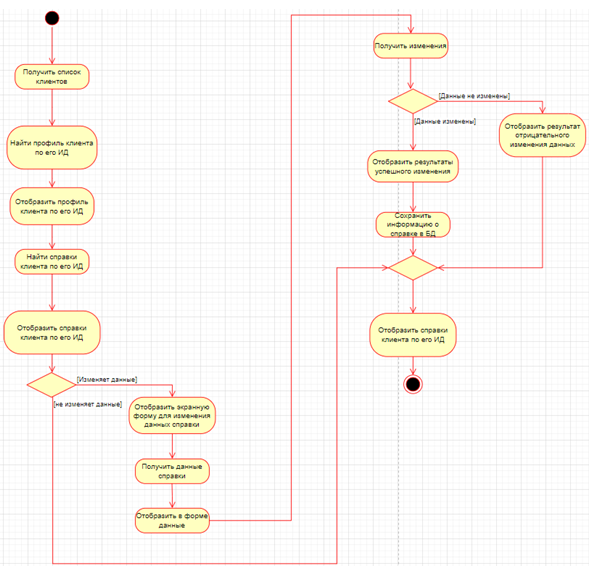 Получить список
клиентов
Найти профиль клиента
по его ИД
Отобразить профиль
клиента по его ИД
Найти справки
клиента по его ИД
Отобразить справки
клиента по его ИД
[Изменяет данные]
[не изменяет данные]
Отобразить экранную
форму для изменения
данных справки
Получить данные
справки
Отобразить в форме
данные
Получить изменения
[Данные не изменены]
[Данные изменены]
Отобразить результат
отрицательного
изменения данных
Отобразить результаты
успешного изменения
Сохранить
информацию о
справке в БД
Отобразить справки
клиента по его ИД